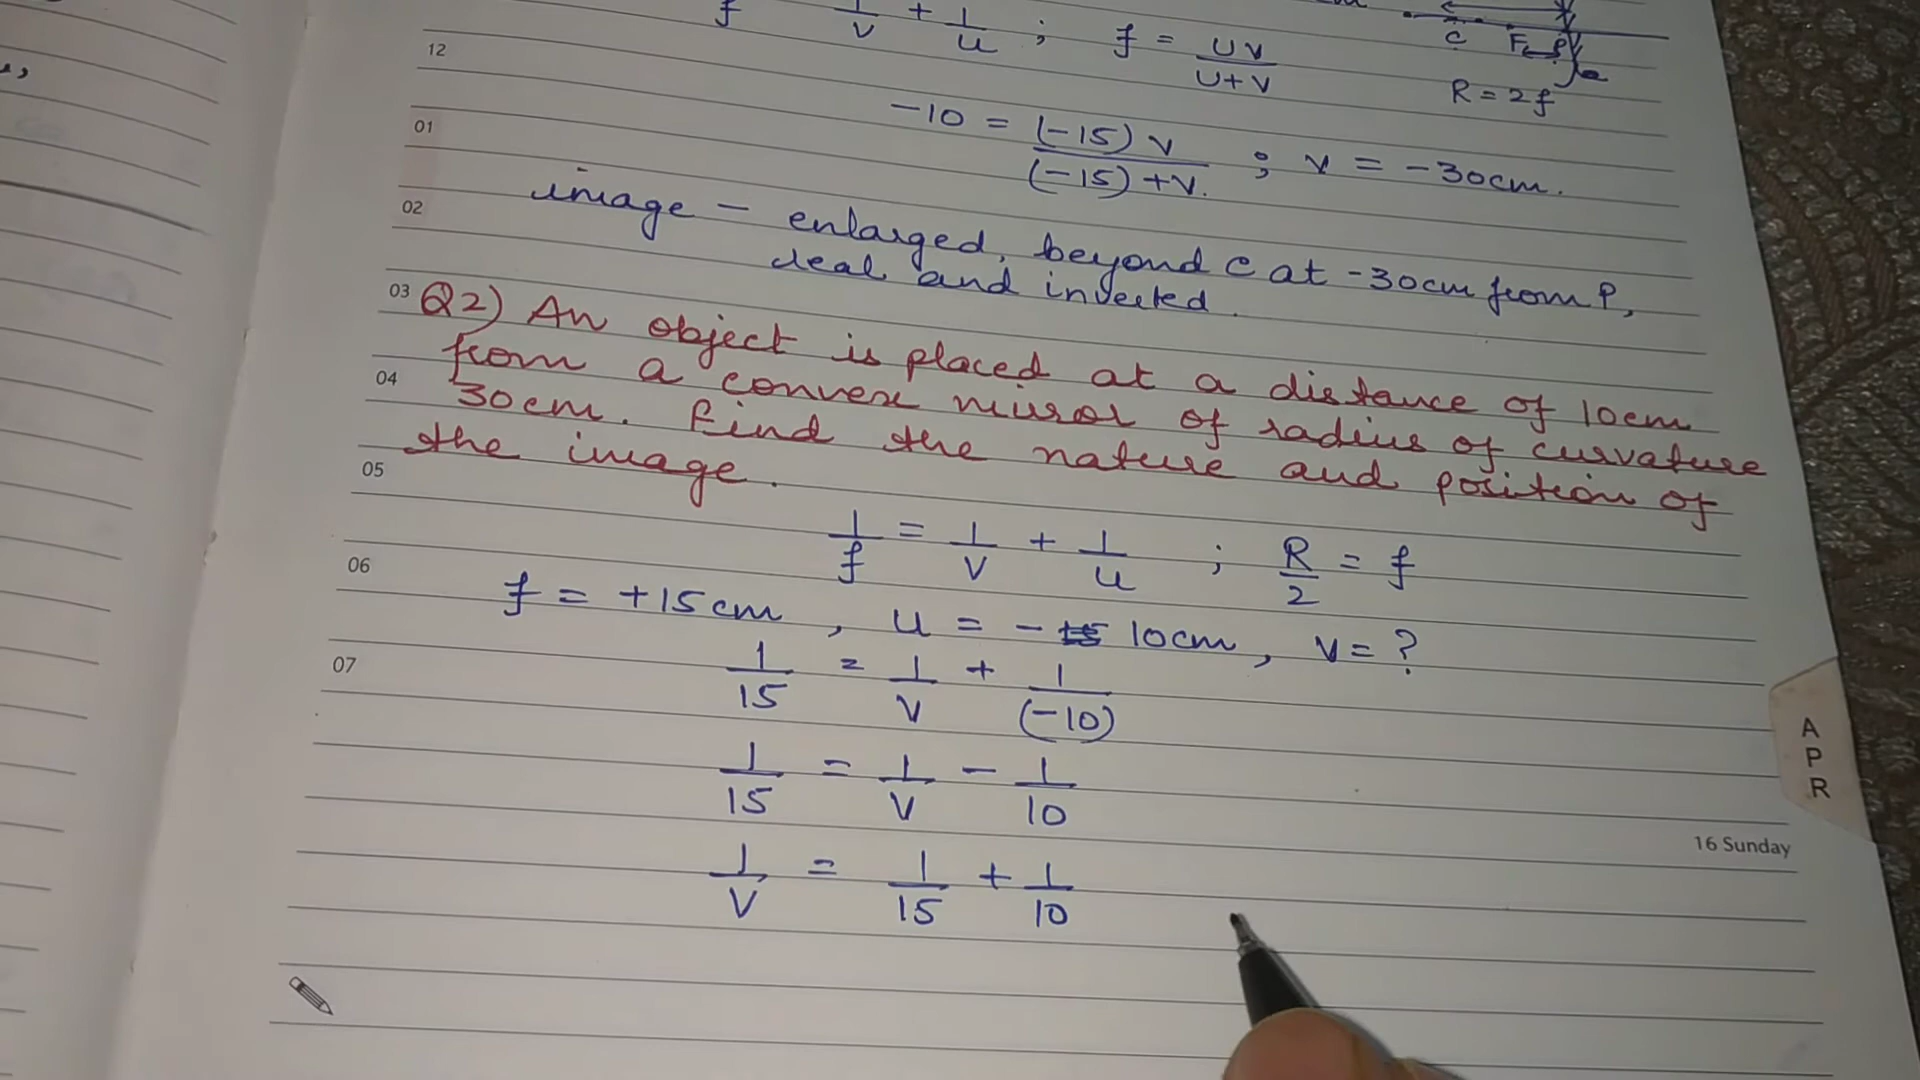 f 1/v + 1/u ; f = uv/u+v
C F P
R = 2f
12
-10 = (-15) v/(-15) + v. ; v = -30cm.
01
image - enlarged, beyond C at -30cm from P,
02
real and inverted.
03
Q2) An object is placed at a distance of 10cm
from a convex mirror of radius of curvature
04
30cm. Find the nature and position of
the image.
05
1/f = 1/v + 1/u ; R/2 = f
06
f = +15cm, u = - 10cm, v = ?
07
1/15 = 1/v + 1/(-10)
1/15 = 1/v - 1/10
1/v = 1/15 + 1/10
APR
16 Sunday